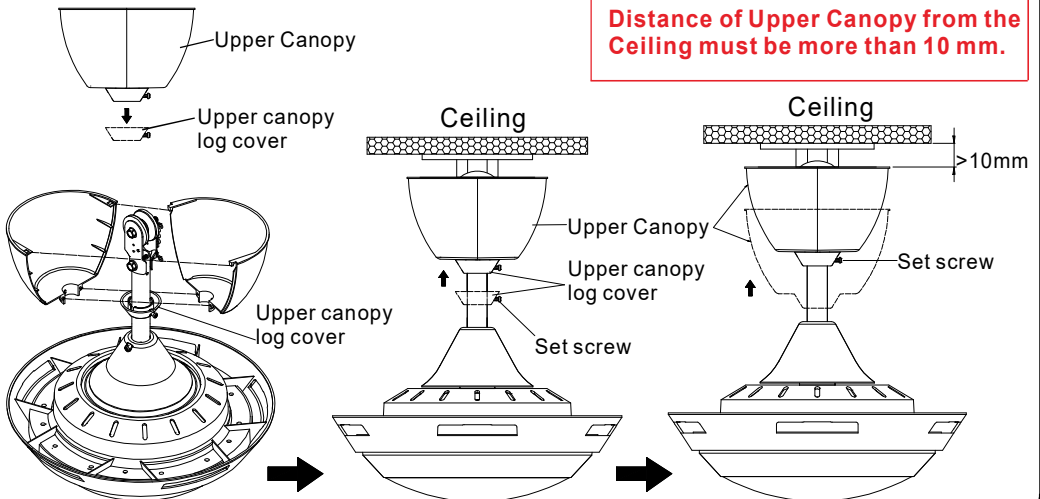 Distance of Upper Canopy from the
Ceiling must be more than 10 mm.
Upper Canopy
Upper canopy
log cover
Upper canopy
log cover
Ceiling
Upper Canopy
Upper canopy
log cover
Set screw
Ceiling
>10mm
Set screw